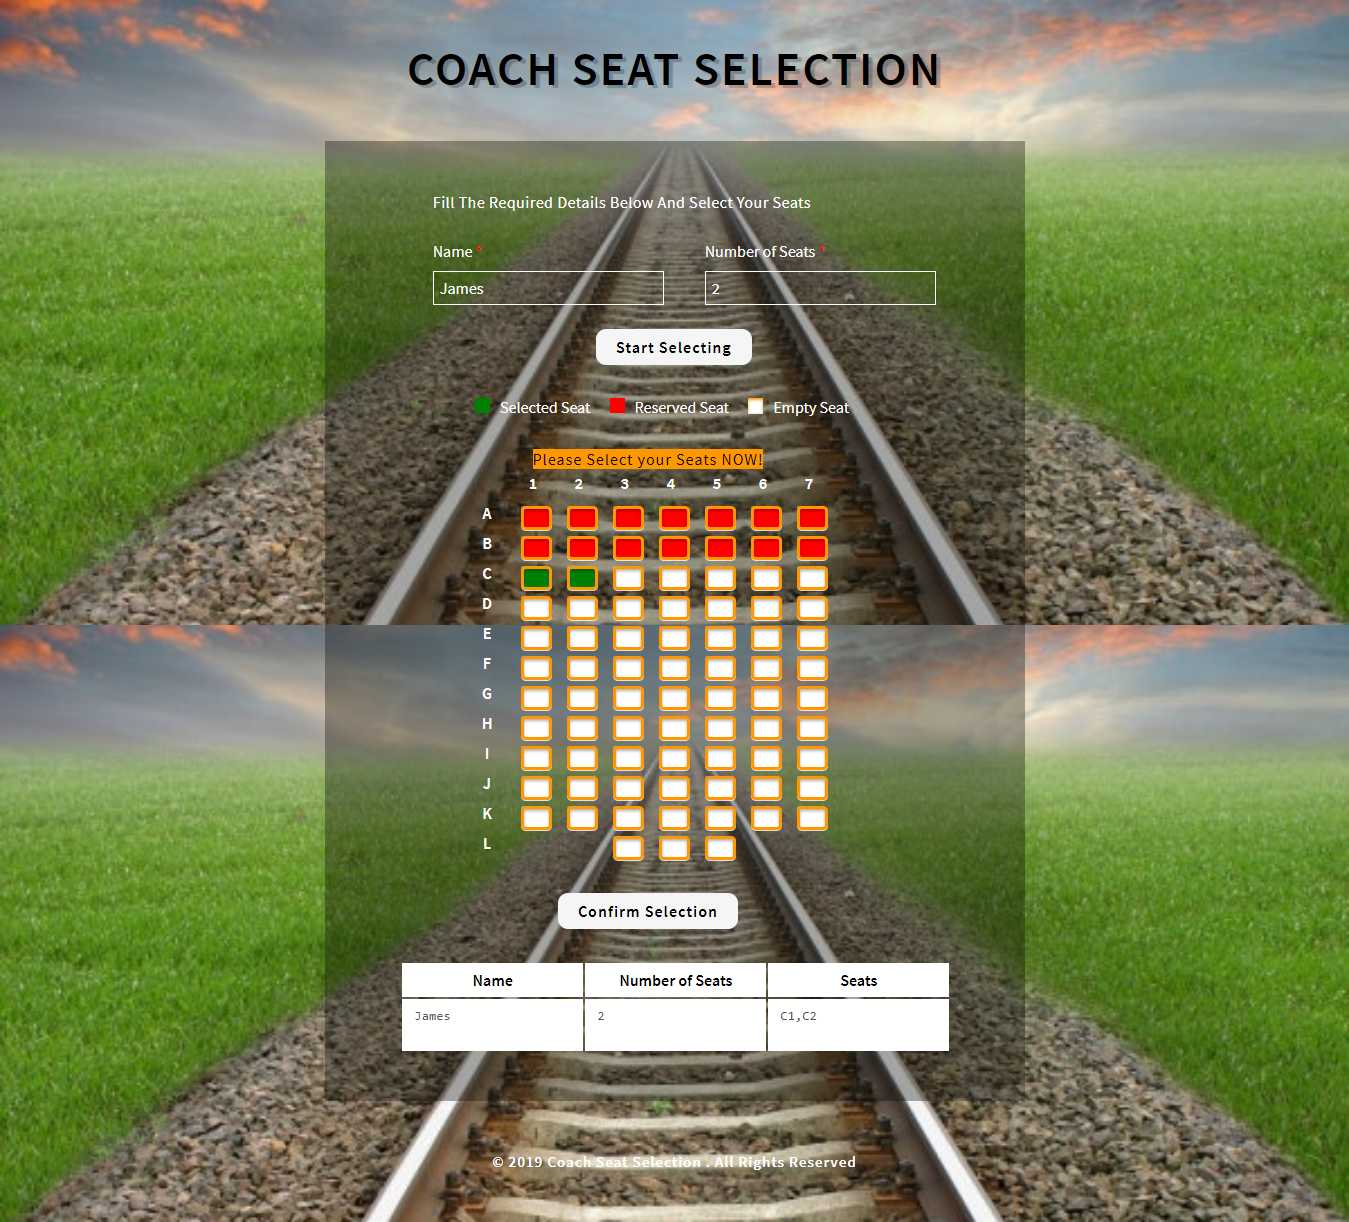 COACH SEAT SELECTION
Fill The Required Details Below And Select Your Seats
Name * Number of Seats *
James 2
Start Selecting
Selected Seat Reserved Seat Empty Seat
Please Select your Seats NOW!
1 2 3 4 5 6 7
A
B
C
D
E
F
G
H
I
J
K
L
Confirm Selection
Name Number of Seats Seats
James 2 C1,C2
© 2019 Coach Seat Selection . All Rights Reserved